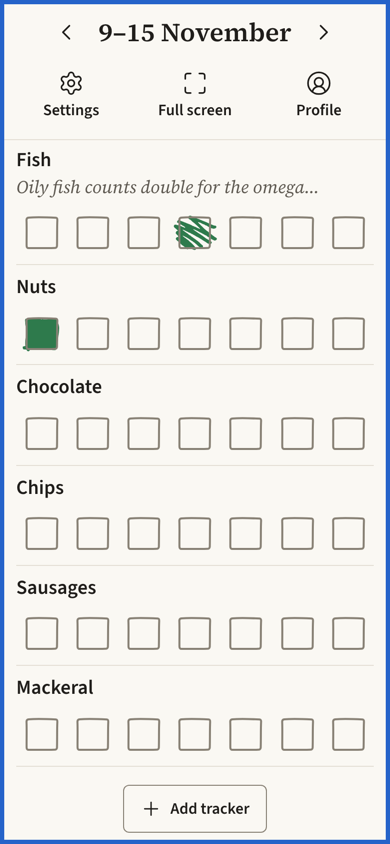 9–15 November
Settings
Full screen
Profile
Fish
Oily fish counts double for the omega...
Nuts
Chocolate
Chips
Sausages
Mackeral
Add tracker